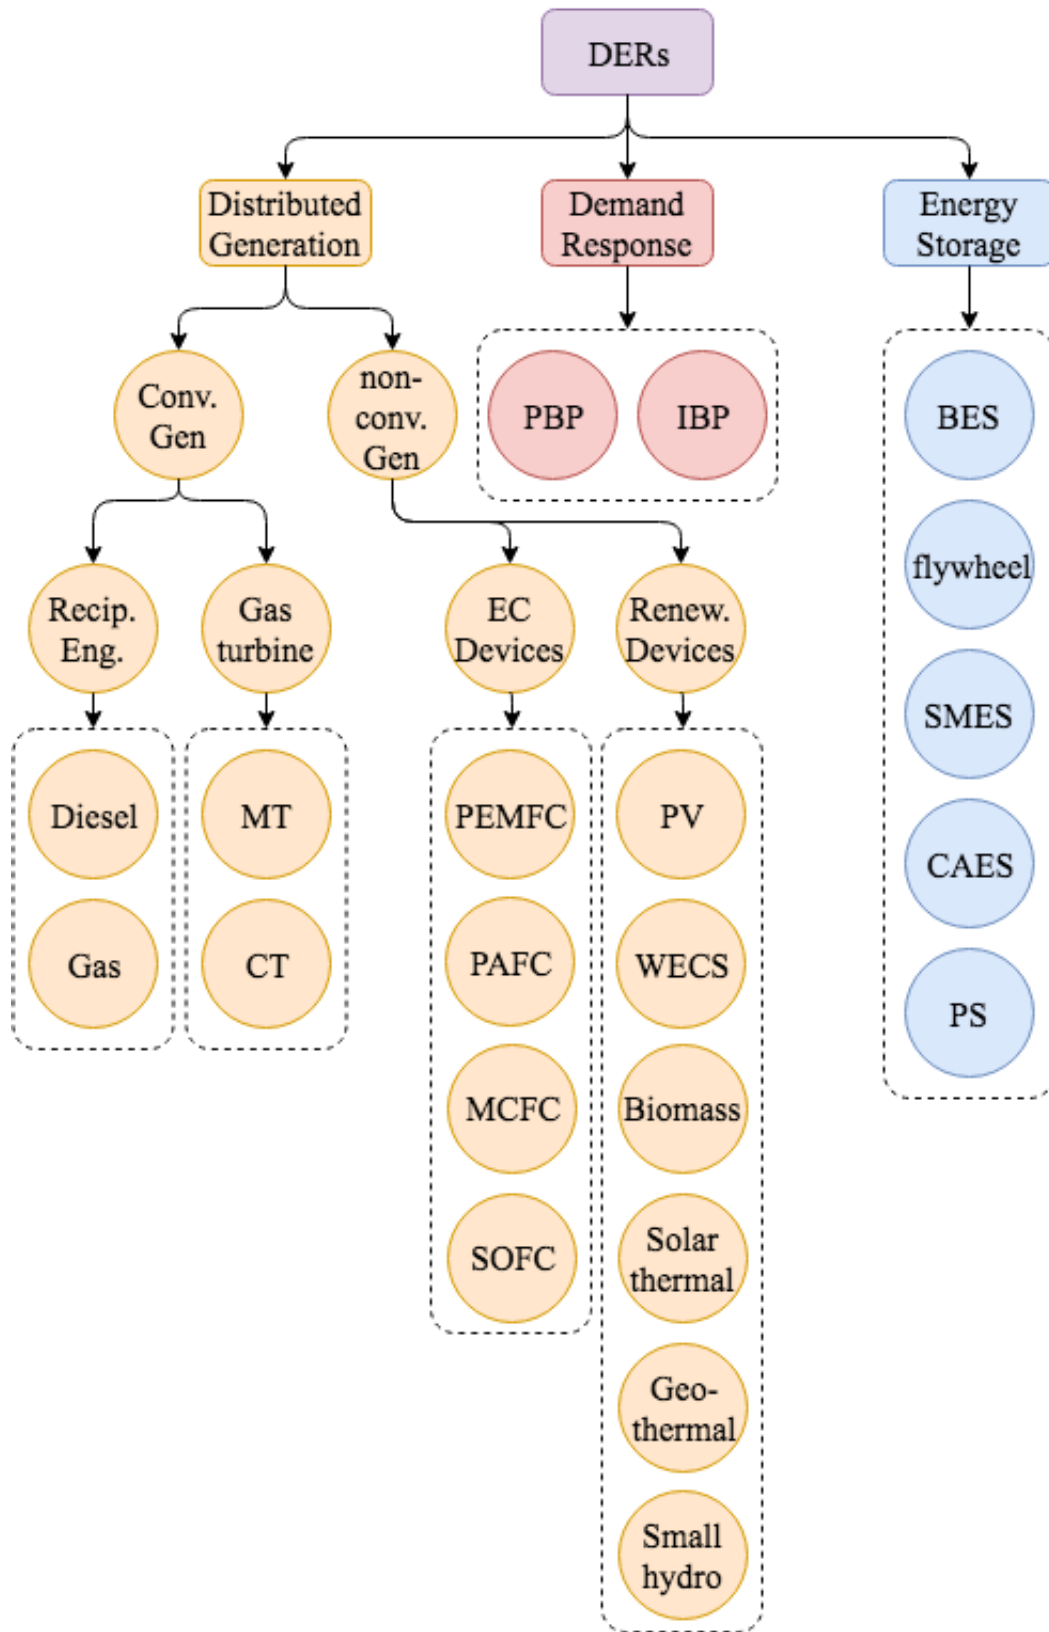 DERs
Distributed
Generation
Demand
Response
Energy
Storage
Conv.
Gen
non-
conv.
Gen
PBP
IBP
BES
flywheel
SMES
CAES
PS
Recip.
Eng.
Gas
turbine
EC
Devices
Renew.
Devices
Diesel
Gas
MT
CT
PEMFC
PAFC
MCFC
SOFC
PV
WECS
Biomass
Solar
thermal
Geo-
thermal
Small
hydro